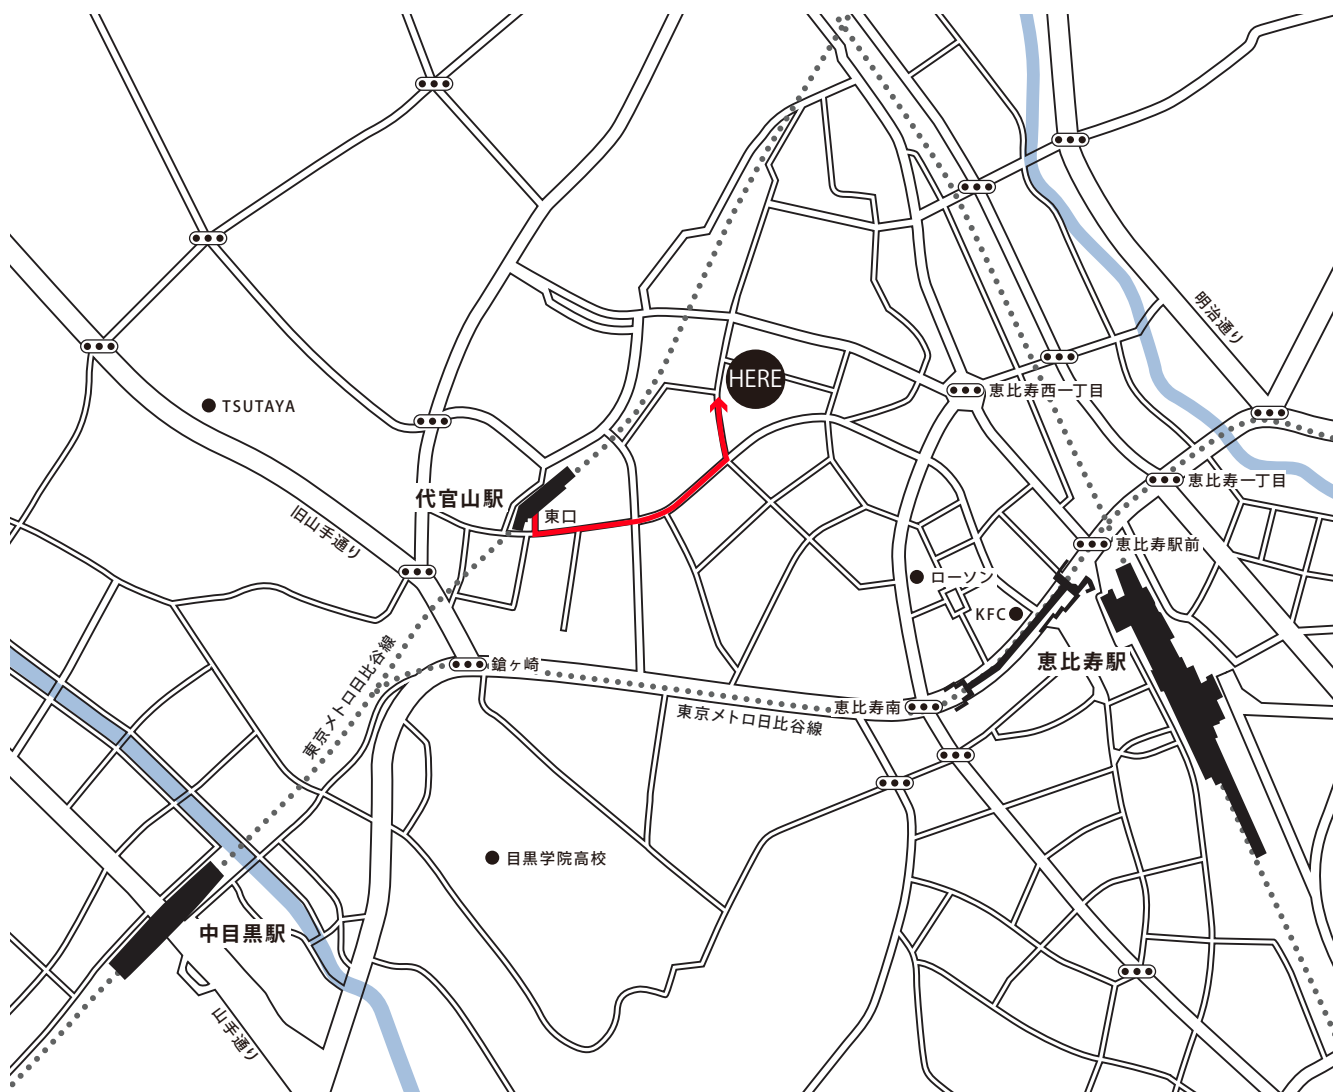 明治通り
HERE
恵比寿西一丁目
TSUTAYA
恵比寿一丁目
代官山駅
東口
旧山手通り
恵比寿駅前
ローソン
KFC
恵比寿駅
鎗ヶ崎
東京メトロ日比谷線
恵比寿南
東京メトロ日比谷線
目黒学院高校
中目黒駅
山手通り